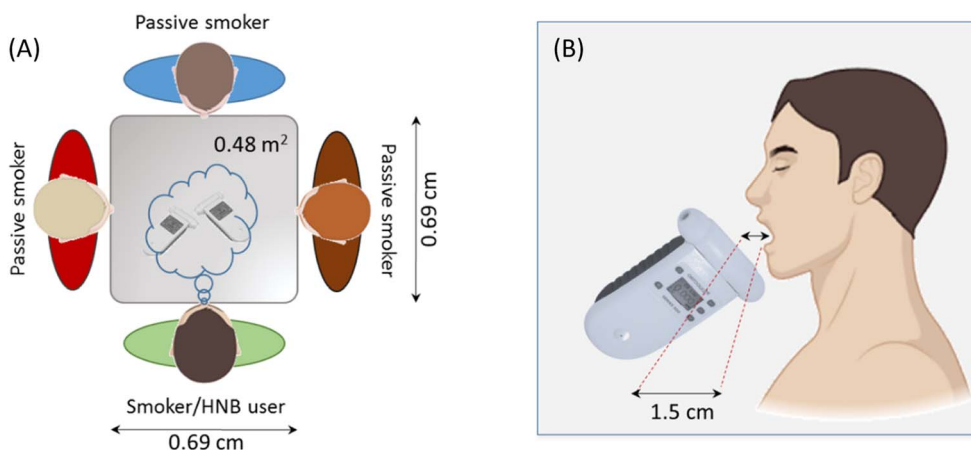 (A)
Passive smoker
0.48 m²
Passive smoker
Passive smoker
0.69 cm
Smoker/HNB user
0.69 cm
(B)
1.5 cm